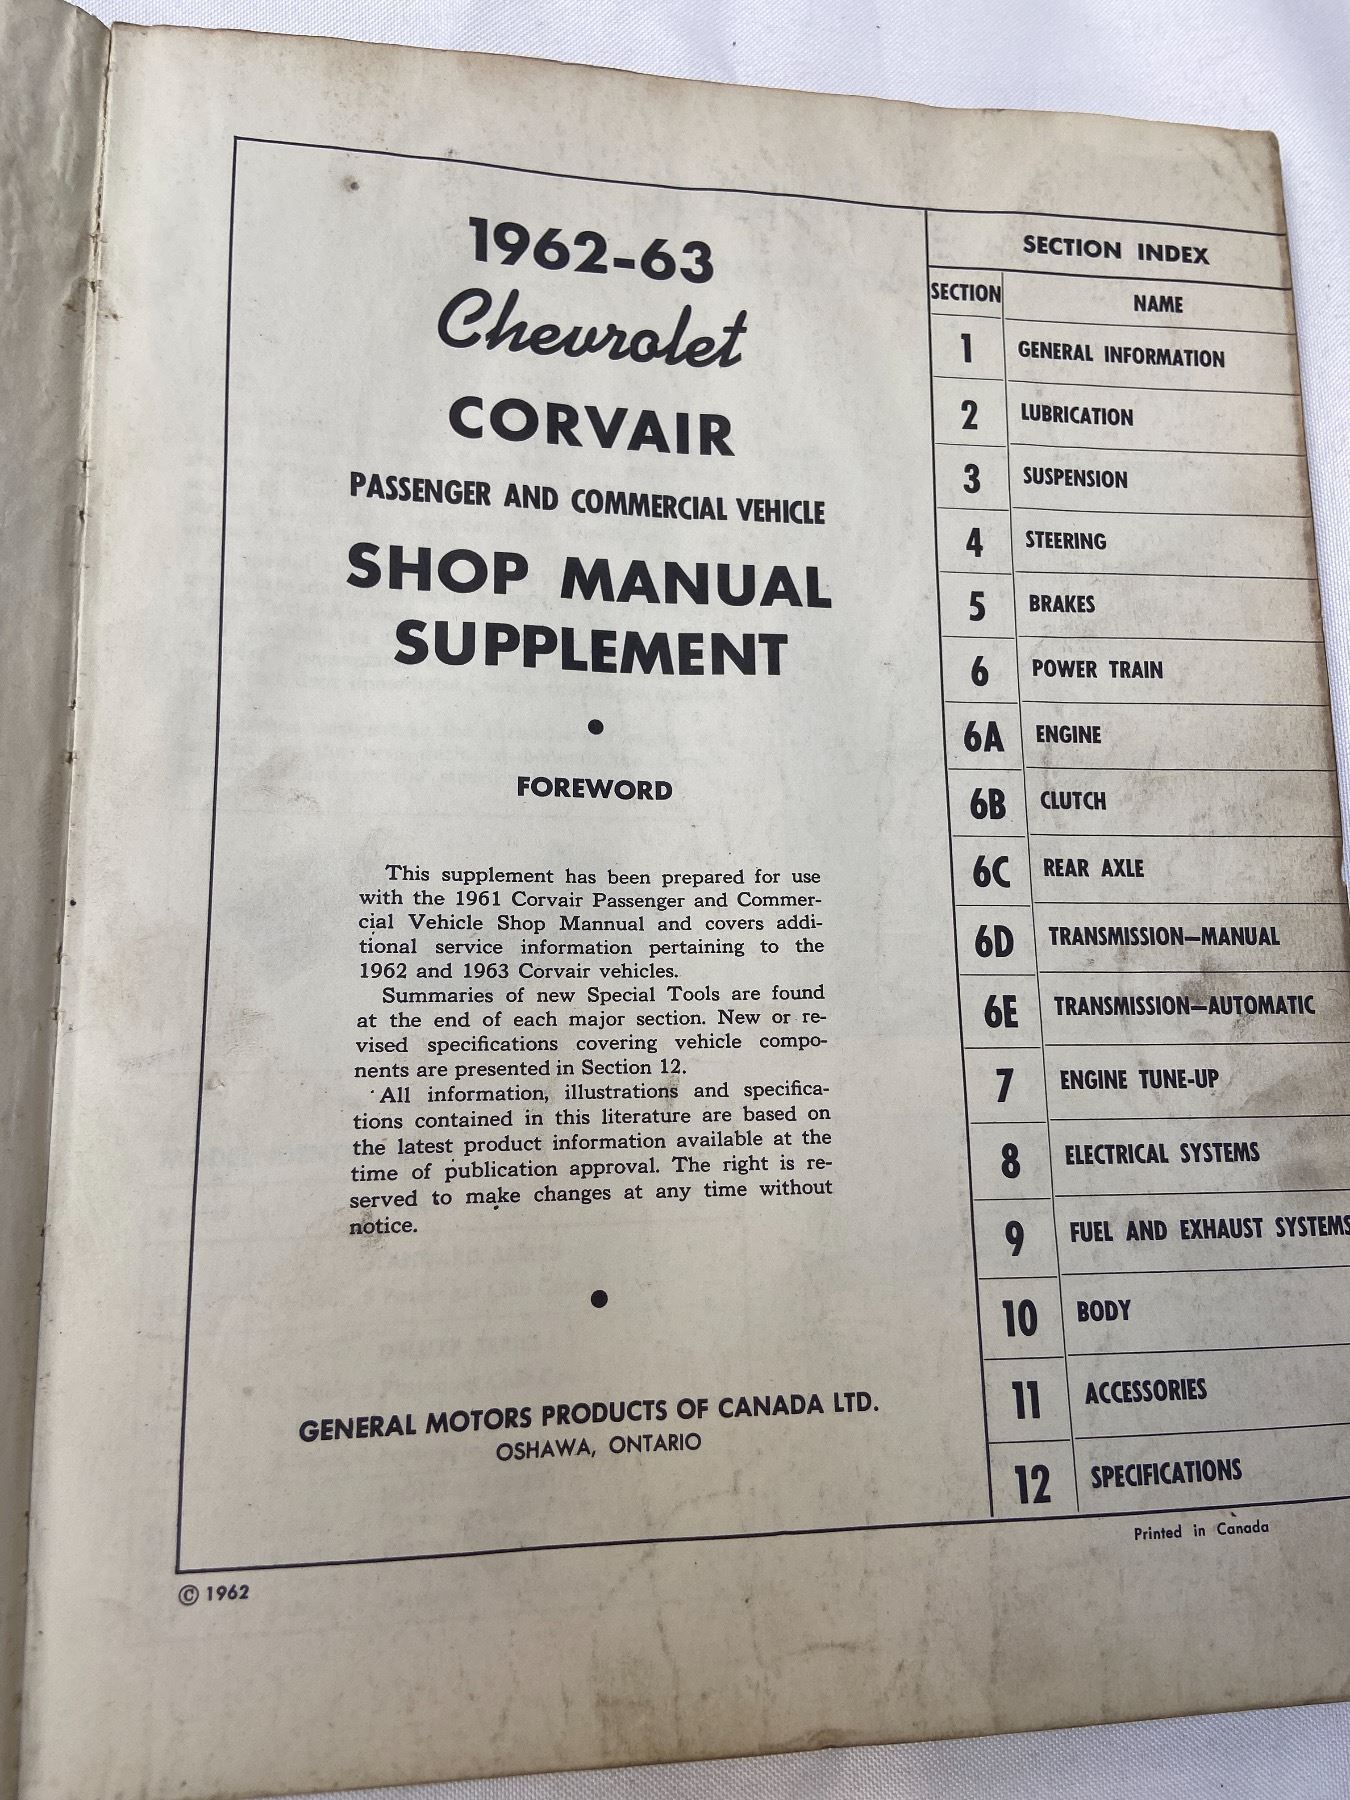 1962-63
Chevrolet
CORVAIR
PASSENGER AND COMMERCIAL VEHICLE
SHOP MANUAL
SUPPLEMENT
•
FOREWORD
This supplement has been prepared for use
with the 1961 Corvair Passenger and Commer-
cial Vehicle Shop Mannual and covers addi-
tional service information pertaining to the
1962 and 1963 Corvair vehicles.
Summaries of new Special Tools are found
at the end of each major section. New or re-
vised specifications covering vehicle compo-
nents are presented in Section 12.
All information, illustrations and specifica-
tions contained in this literature are based on
the latest product information available at the
time of publication approval. The right is re-
served to make changes at any time without
notice.
•
GENERAL MOTORS PRODUCTS OF CANADA LTD.
OSHAWA, ONTARIO
© 1962
SECTION INDEX
SECTION NAME
1 GENERAL INFORMATION
2 LUBRICATION
3 SUSPENSION
4 STEERING
5 BRAKES
6 POWER TRAIN
6A ENGINE
6B CLUTCH
6C REAR AXLE
6D TRANSMISSION—MANUAL
6E TRANSMISSION—AUTOMATIC
7 ENGINE TUNE-UP
8 ELECTRICAL SYSTEMS
9 FUEL AND EXHAUST SYSTEMS
10 BODY
11 ACCESSORIES
12 SPECIFICATIONS
Printed in Canada